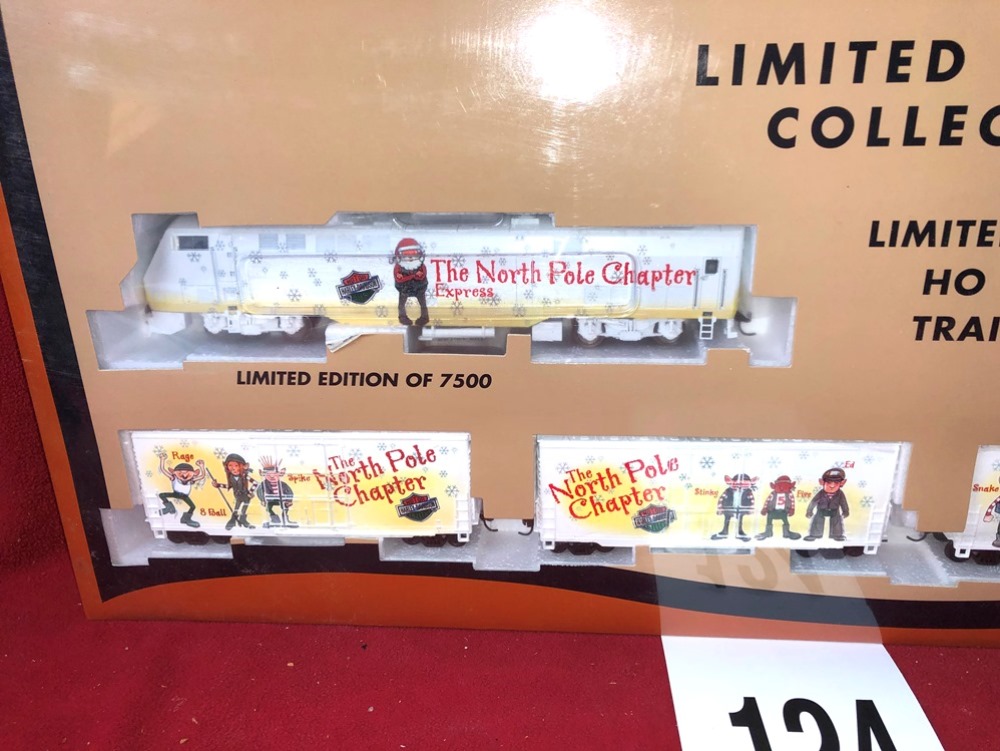 LIMITED
COLLEC
LIMITE
HO
TRAI
The North Pole Chapter
Express
LIMITED EDITION OF 7500
Rage
8 Ball
Spike
The
North Pole
Chapter
The
North Pole
Chapter
Stinky
Fire
Ed
Snake
124